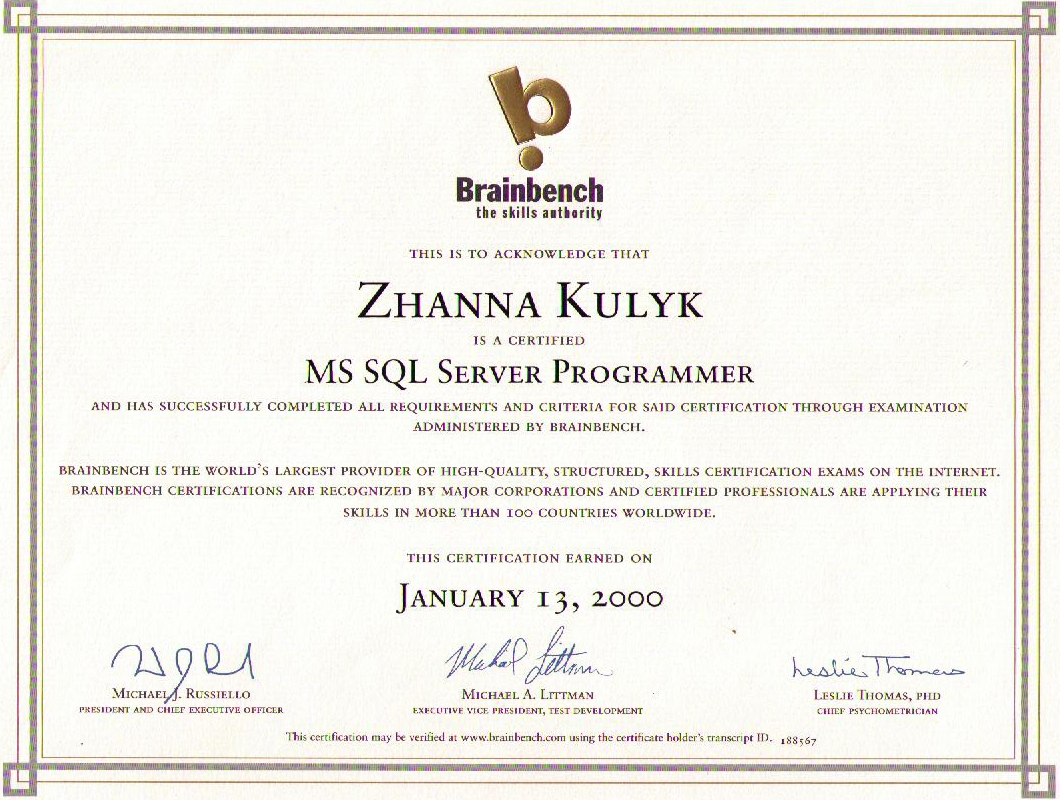 Brainbench
the skills authority
THIS IS TO ACKNOWLEDGE THAT
ZHANNA KULYK
IS A CERTIFIED
MS SQL SERVER PROGRAMMER
AND HAS SUCCESSFULLY COMPLETED ALL REQUIREMENTS AND CRITERIA FOR SAID CERTIFICATION THROUGH EXAMINATION
ADMINISTERED BY BRAINBENCH.
BRAINBENCH IS THE WORLD'S LARGEST PROVIDER OF HIGH-QUALITY, STRUCTURED, SKILLS CERTIFICATION EXAMS ON THE INTERNET.
BRAINBENCH CERTIFICATIONS ARE RECOGNIZED BY MAJOR CORPORATIONS AND CERTIFIED PROFESSIONALS ARE APPLYING THEIR
SKILLS IN MORE THAN 100 COUNTRIES WORLDWIDE.
THIS CERTIFICATION EARNED ON
JANUARY 13, 2000
Michael Littman Leslie Thomas
MICHAEL J. RUSSIELLO MICHAEL A. LITTMAN LESLIE THOMAS, PHD
PRESIDENT AND CHIEF EXECUTIVE OFFICER EXECUTIVE VICE PRESIDENT, TEST DEVELOPMENT CHIEF PSYCHOMETRICIAN
This certification may be verified at www.brainbench.com using the certificate holder's transcript ID. 188567